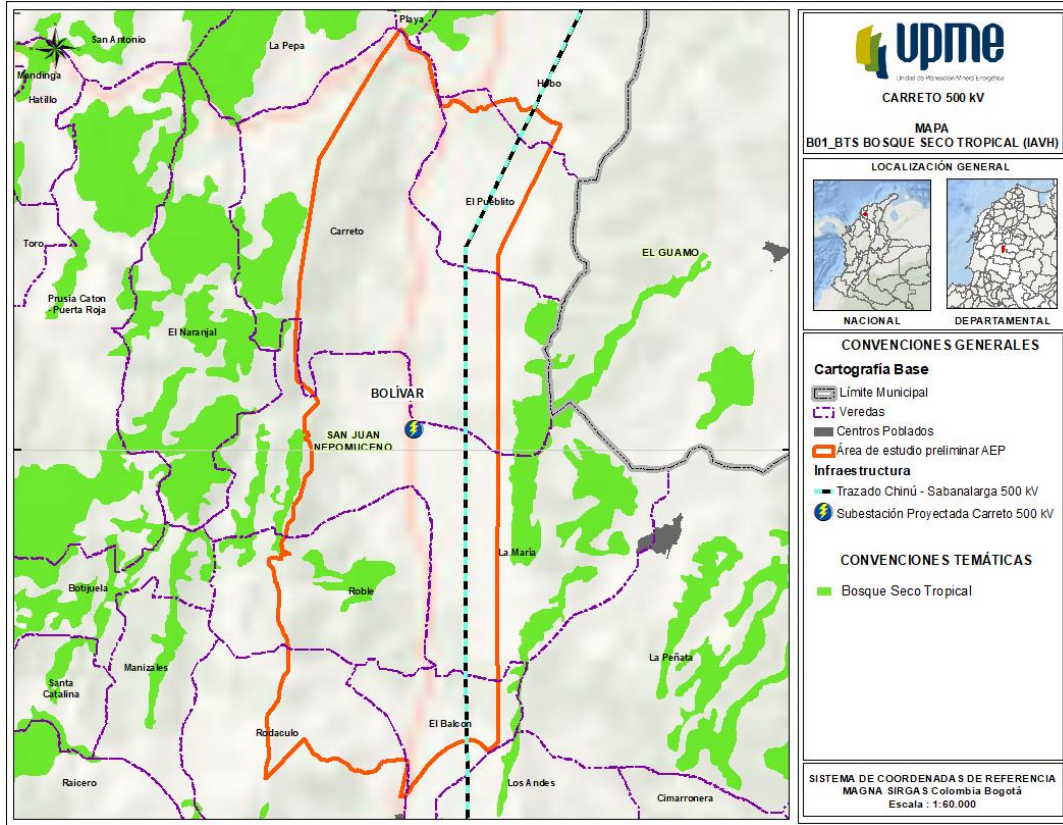 Playa
San Antonio
La Pepa
Mandinga
Hatillo
Hobo
El Pueblito
Carreto
Toro
EL GUAMO
Prusia Caton
- Puerta Roja
El Naranjal
BOLÍVAR
SAN JUAN
NEPOMUCENO
La María
Botijuela
Roble
Manizales
La Peñata
Santa
Catalina
El Balcon
Rodaculo
Raicero
Los Andes
Cimarronera
upme
Unidad de Planeación Minero Energética
CARRETO 500 kV
MAPA
B01_BTS BOSQUE SECO TROPICAL (IAVH)
LOCALIZACIÓN GENERAL
NACIONAL
DEPARTAMENTAL
CONVENCIONES GENERALES
Cartografía Base
Límite Municipal
Veredas
Centros Poblados
Área de estudio preliminar AEP
Infraestructura
Trazado Chinú - Sabanalarga 500 kV
Subestación Proyectada Carreto 500 kV
CONVENCIONES TEMÁTICAS
Bosque Seco Tropical
SISTEMA DE COORDENADAS DE REFERENCIA
MAGNA SIRGAS Colombia Bogotá
Escala : 1:60.000